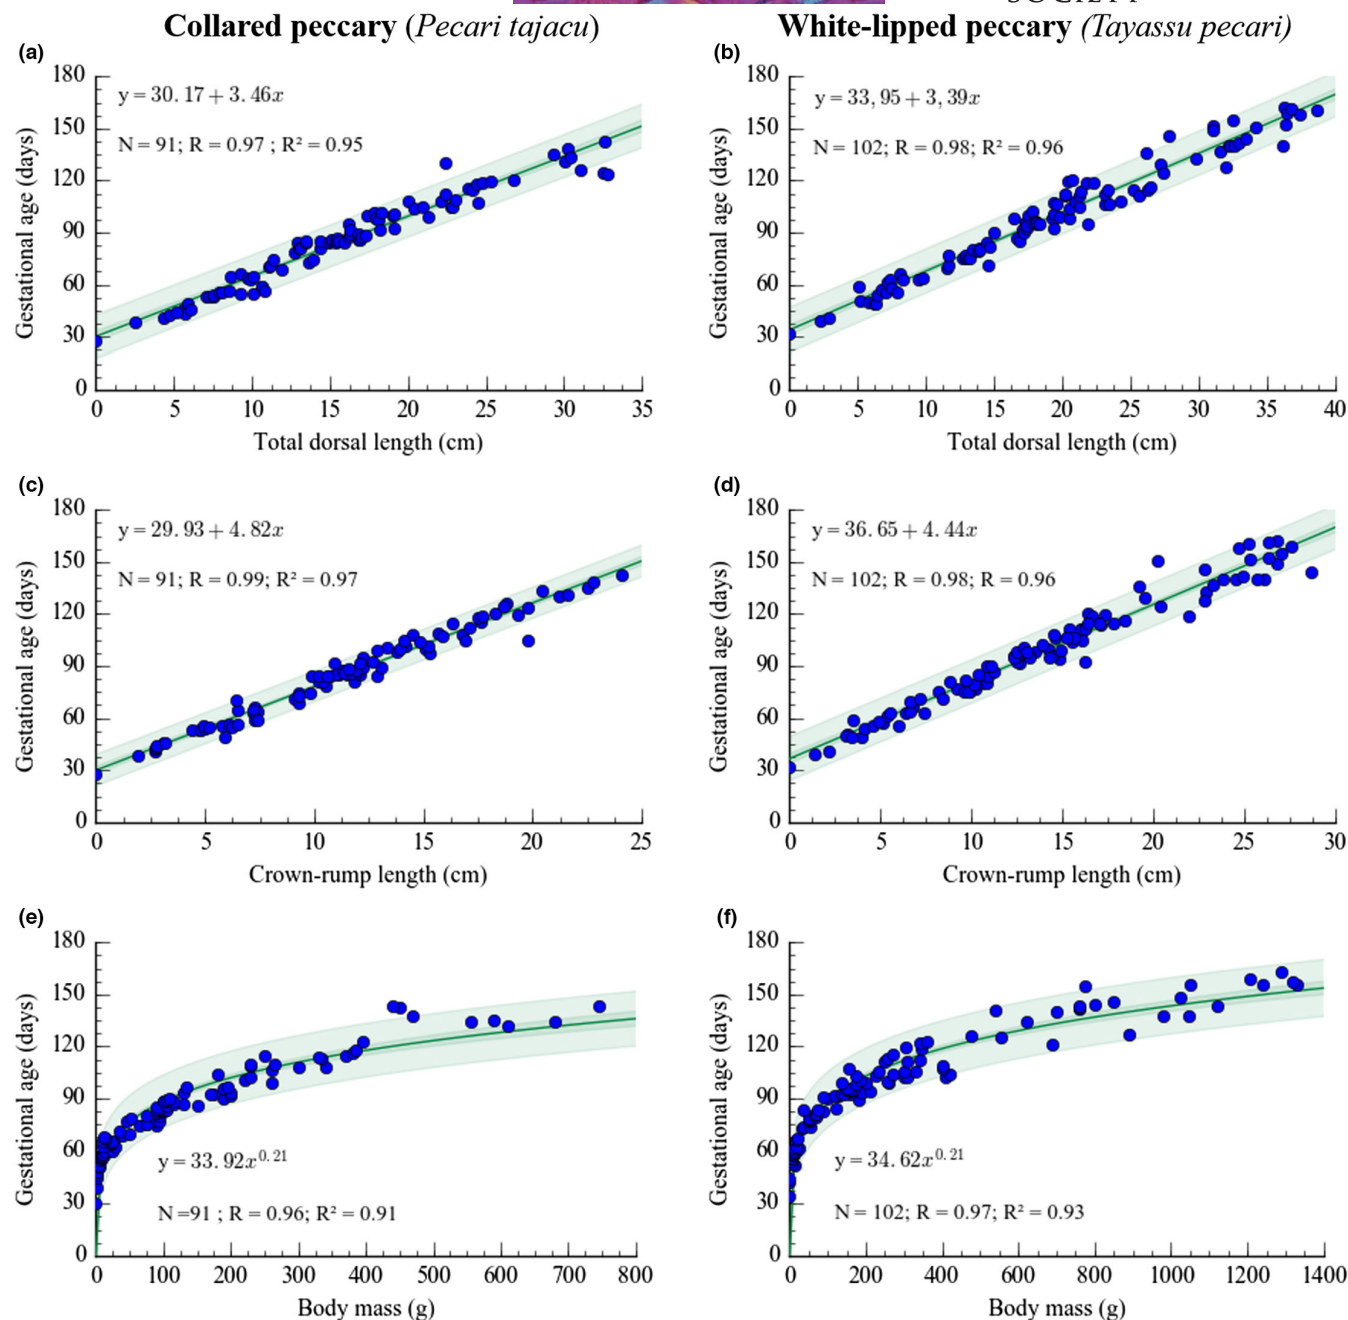 Collared peccary (Pecari tajacu)
White-lipped peccary (Tayassu pecari)
(a)
180
150
120
90
60
30
0
Gestational age (days)
y = 30. 17 + 3. 46x
N = 91; R = 0.97 ; R² = 0.95
0 5 10 15 20 25 30 35
Total dorsal length (cm)
(b)
180
150
120
90
60
30
0
Gestational age (days)
y = 33, 95 + 3, 39x
N = 102; R = 0.98; R² = 0.96
0 5 10 15 20 25 30 35 40
Total dorsal length (cm)
(c)
180
150
120
90
60
30
0
Gestational age (days)
y = 29. 93 + 4. 82x
N = 91; R = 0.99; R² = 0.97
0 5 10 15 20 25
Crown-rump length (cm)
(d)
180
150
120
90
60
30
0
Gestational age (days)
y = 36. 65 + 4. 44x
N = 102; R = 0.98; R = 0.96
0 5 10 15 20 25 30
Crown-rump length (cm)
(e)
180
150
120
90
60
30
0
Gestational age (days)
y = 33. 92x^0. 21
N =91 ; R = 0.96; R² = 0.91
0 100 200 300 400 500 600 700 800
Body mass (g)
(f)
180
150
120
90
60
30
0
Gestational age (days)
y = 34. 62x^0. 21
N = 102; R = 0.97; R² = 0.93
0 200 400 600 800 1000 1200 1400
Body mass (g)